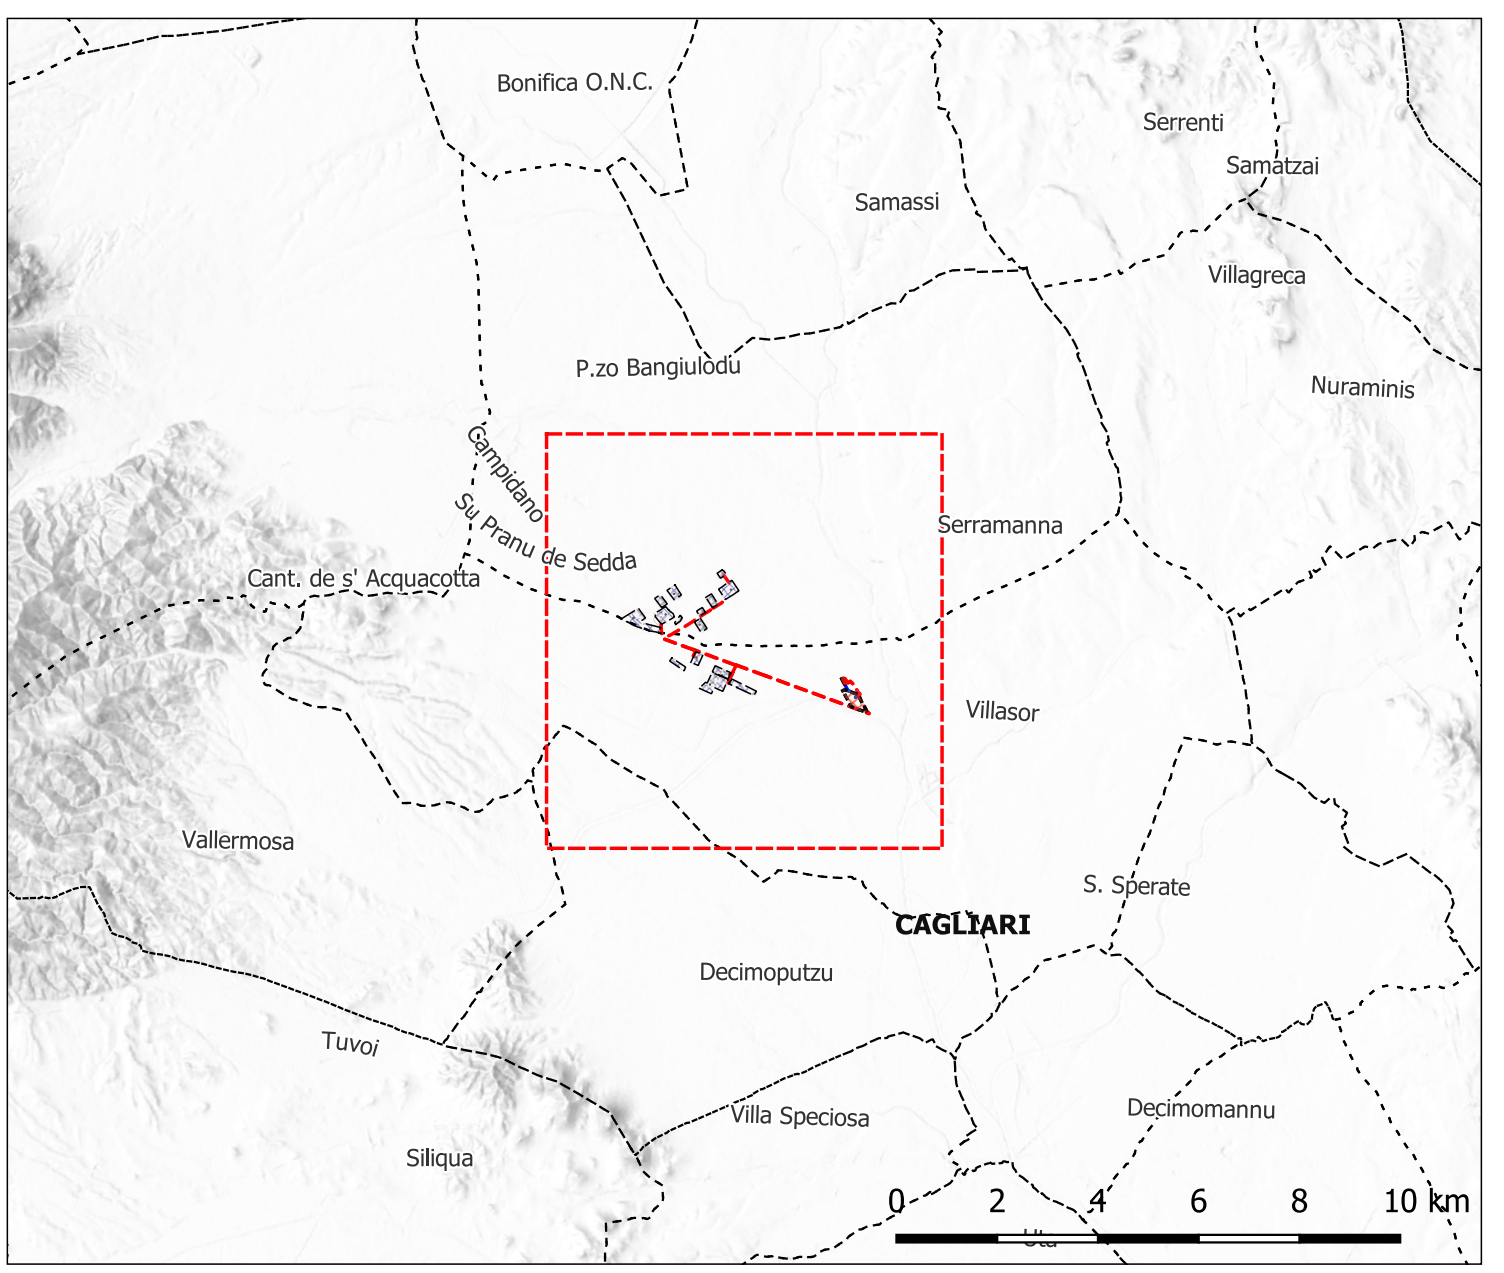 Bonifica O.N.C.
Serrenti
Samatzai
Samassi
Villagreca
P.zo Bangiulodu
Nuraminis
Campidano
Su Pranu de Sedda
Serramanna
Cant. de s' Acquacotta
Villasor
Vallermosa
S. Sperate
CAGLIARI
Decimoputzu
Tuvoi
Decimomannu
Villa Speciosa
Siliqua
0 2 4 6 8 10 km
Uta